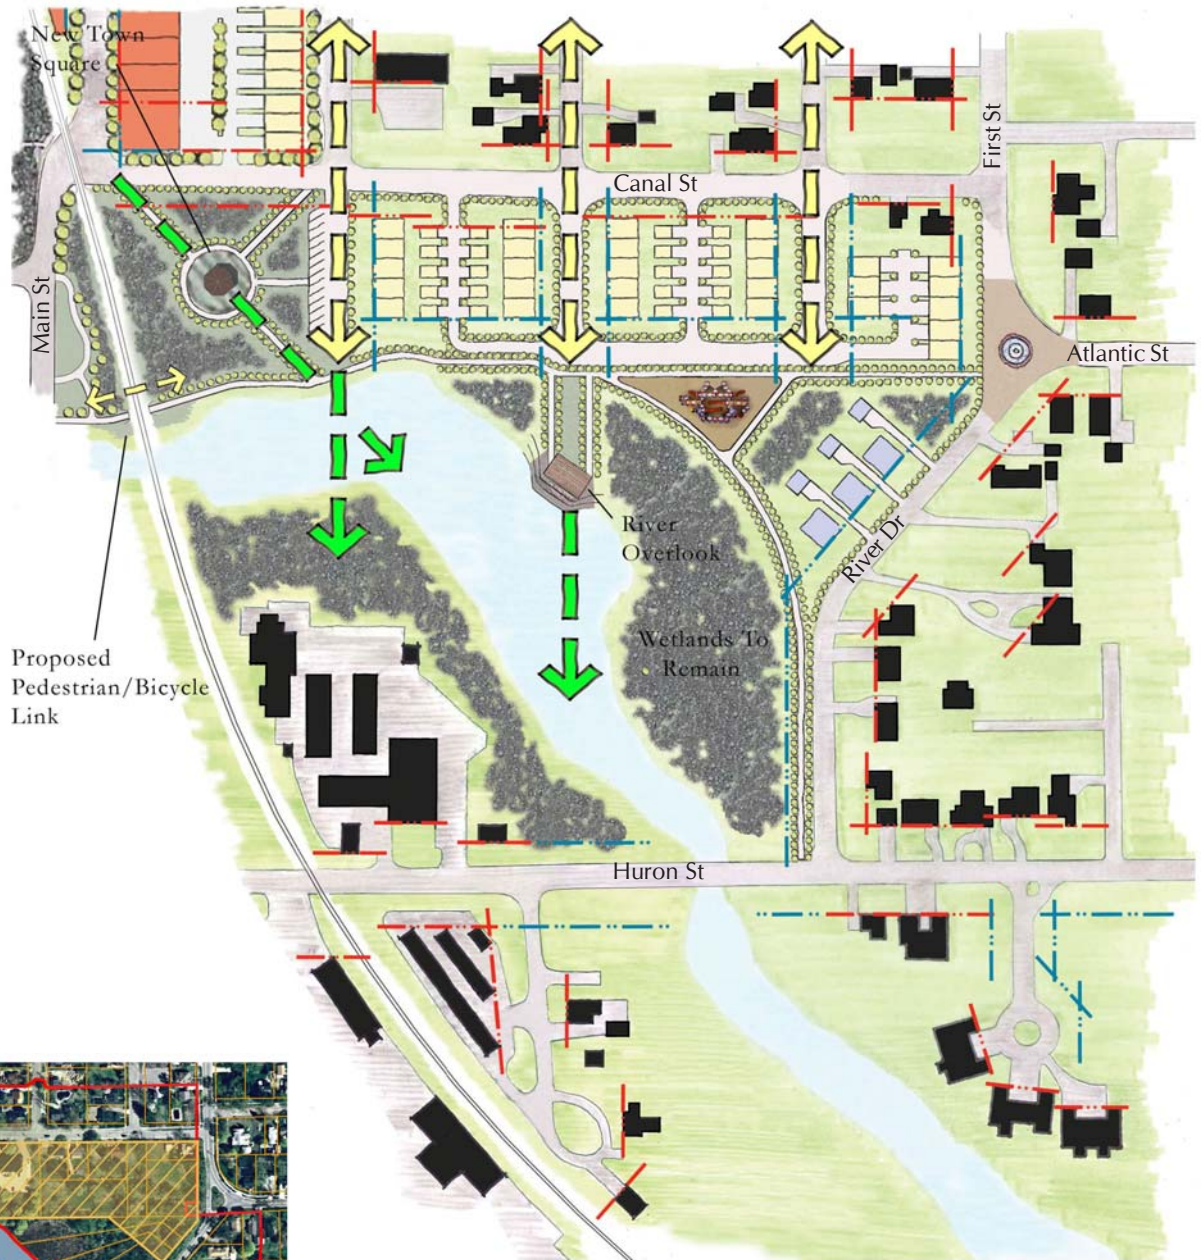 New Town
Square
First St
Canal St
Main St
Atlantic St
River
Overlook
River Dr
Wetlands To
Remain
Proposed
Pedestrian/Bicycle
Link
Huron St